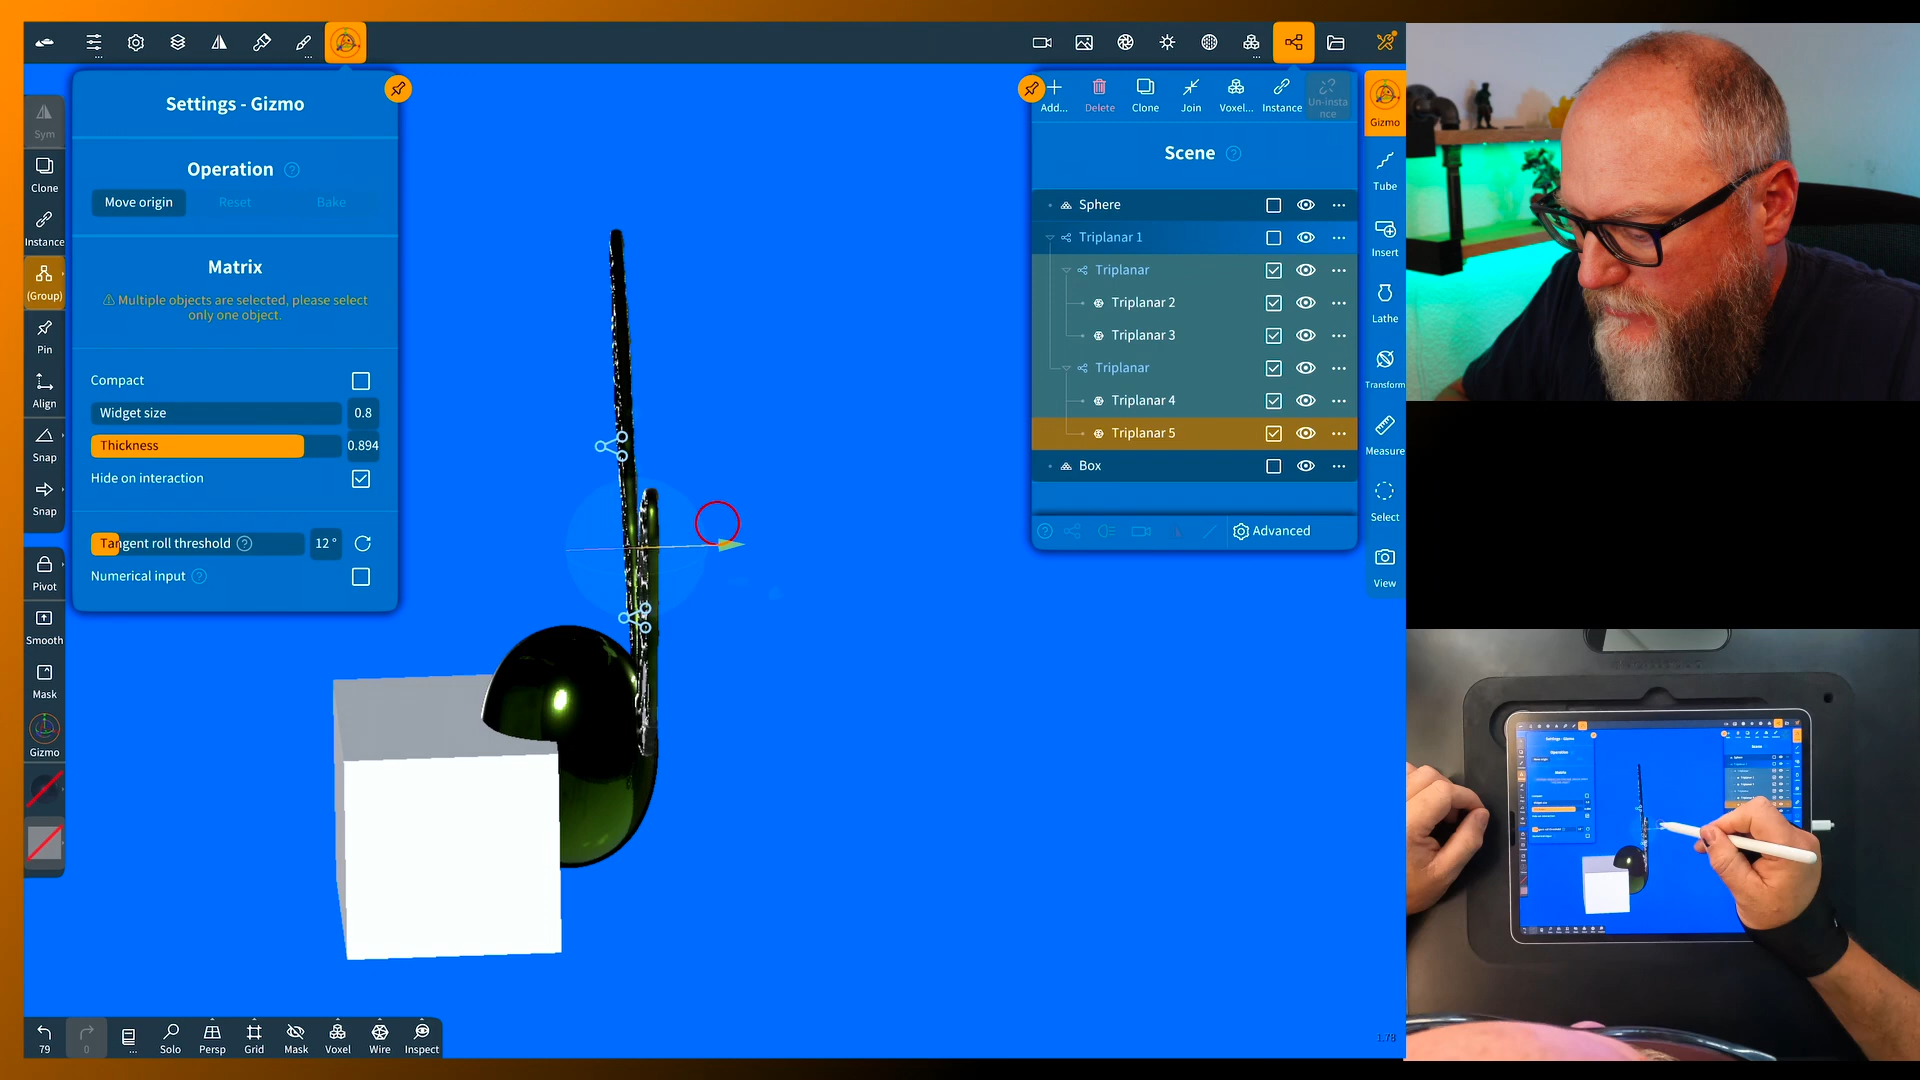 Settings - Gizmo
Operation
Move origin
Reset
Bake
Matrix
Multiple objects are selected, please select
only one object.
Compact
Widget size
0.8
Thickness
0.894
Hide on interaction
Tangent roll threshold
12 °
Numerical input
Sym
Clone
Instance
(Group)
Pin
Align
Snap
Snap
Pivot
Smooth
Mask
Gizmo
79
0
...
Solo
Persp
Grid
Mask
Voxel
Wire
Inspect
Add...
Delete
Clone
Join
Voxel...
Instance
Un-insta
nce
Scene
Sphere
Triplanar 1
Triplanar
Triplanar 2
Triplanar 3
Triplanar
Triplanar 4
Triplanar 5
Box
Advanced
Gizmo
Tube
Insert
Lathe
Transform
Measure
Select
View
1.78